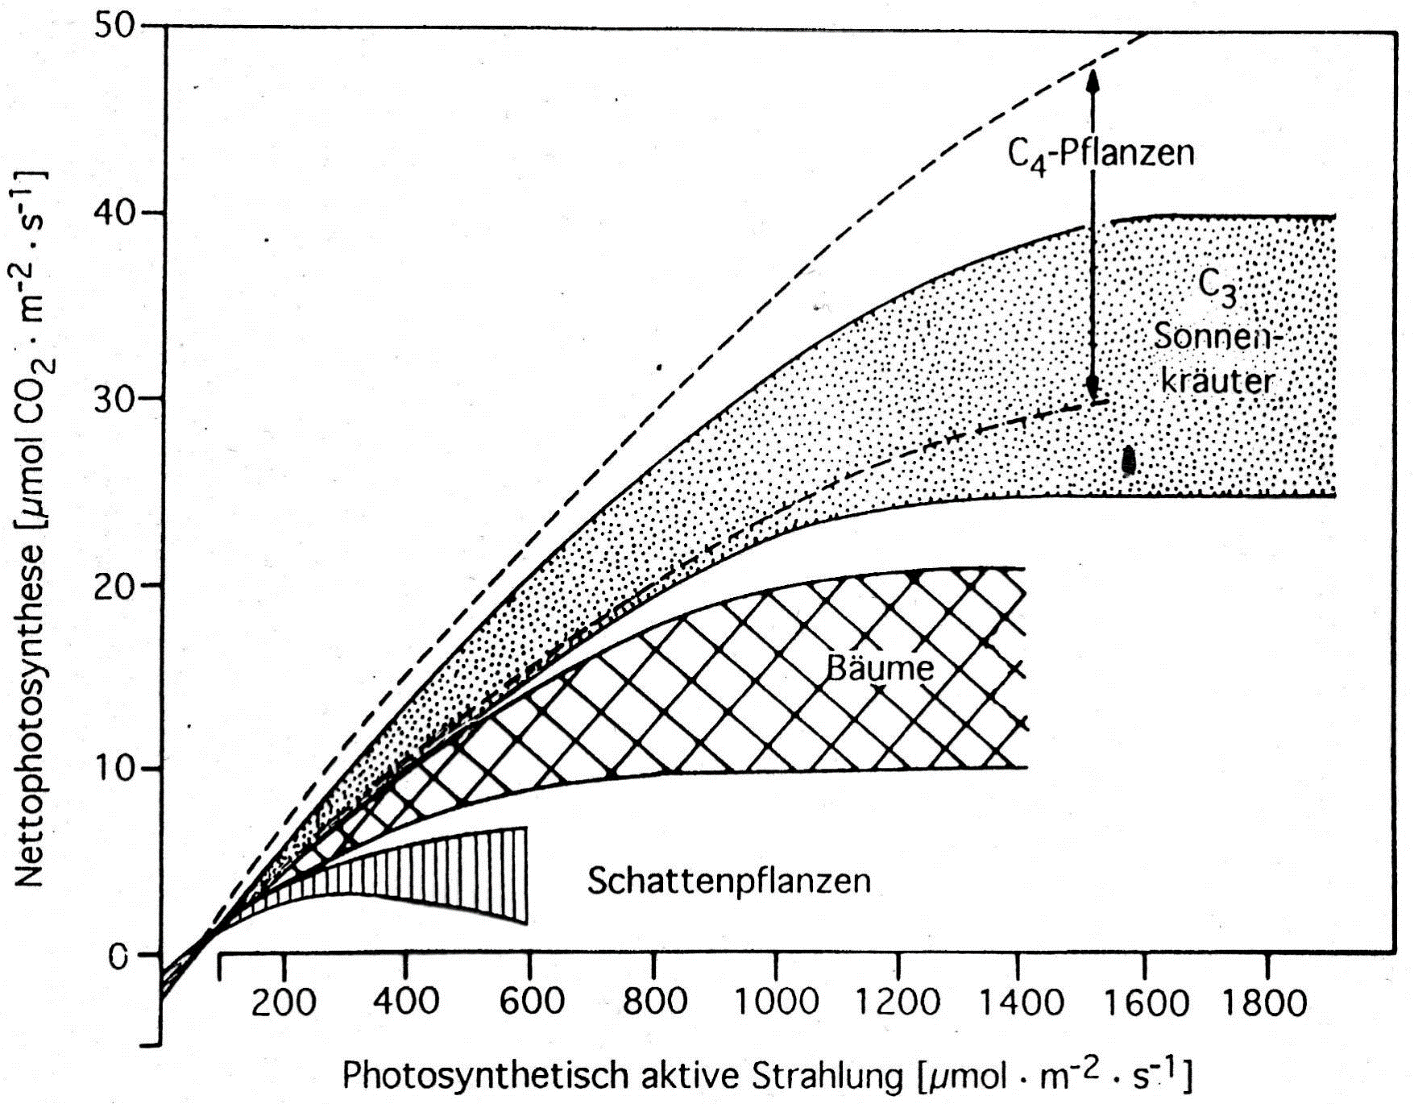 50
40
30
20
10
0
Nettophotosynthese [μmol CO₂ · m⁻² · s⁻¹]
C₄-Pflanzen
C₃
Sonnen-
kräuter
Bäume
Schattenpflanzen
200 400 600 800 1000 1200 1400 1600 1800
Photosynthetisch aktive Strahlung [μmol · m⁻² · s⁻¹]